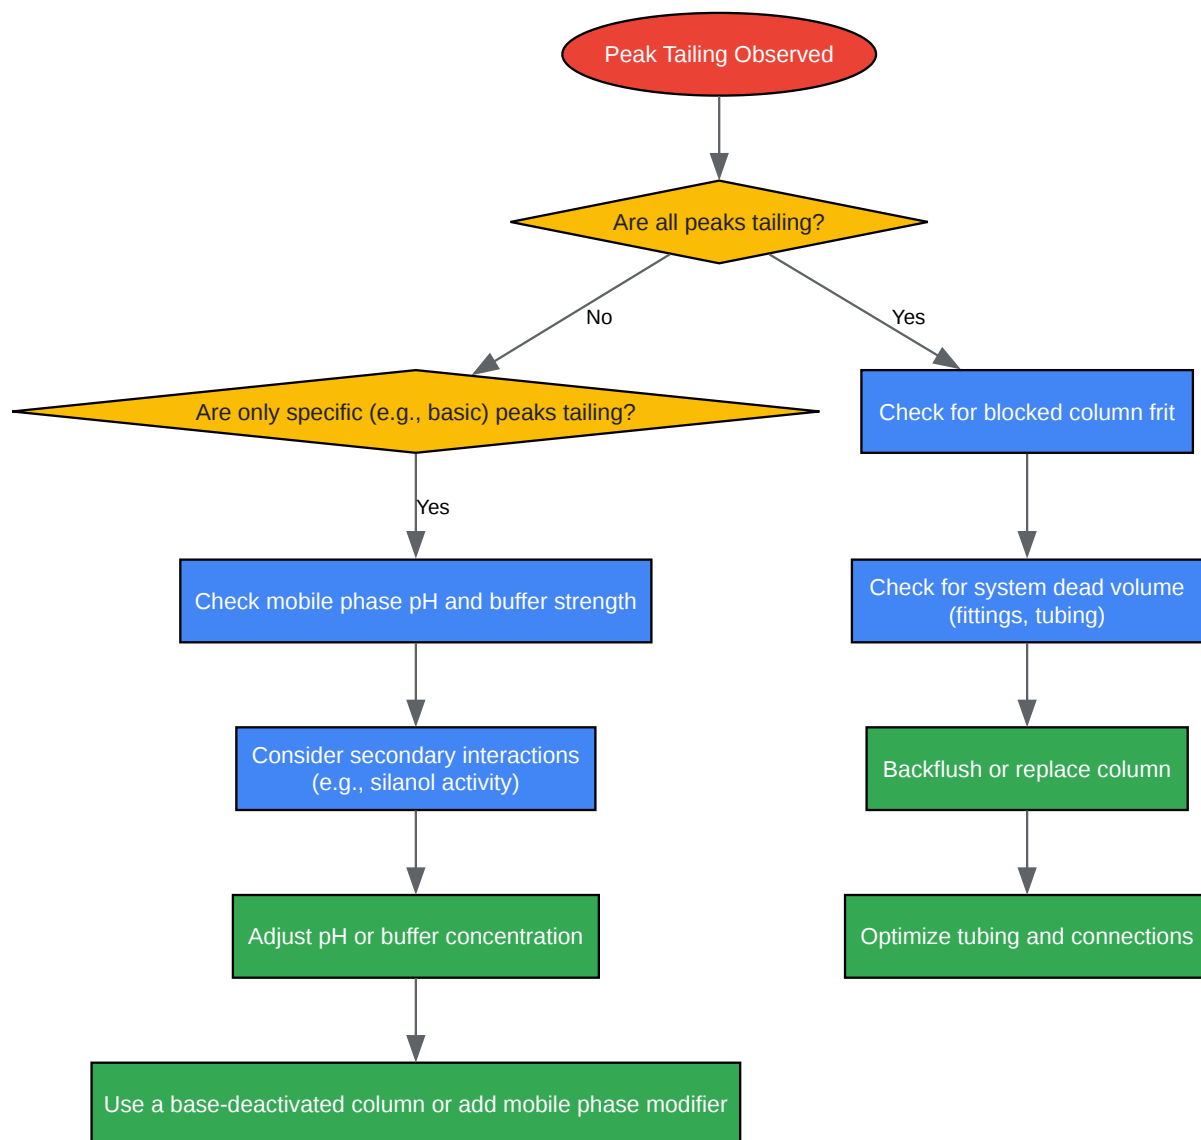 Peak Tailing Observed
Are all peaks tailing?
No
Yes
Are only specific (e.g., basic) peaks tailing?
Check for blocked column frit
Yes
Check mobile phase pH and buffer strength
Check for system dead volume
(fittings, tubing)
Consider secondary interactions
(e.g., silanol activity)
Backflush or replace column
Adjust pH or buffer concentration
Optimize tubing and connections
Use a base-deactivated column or add mobile phase modifier